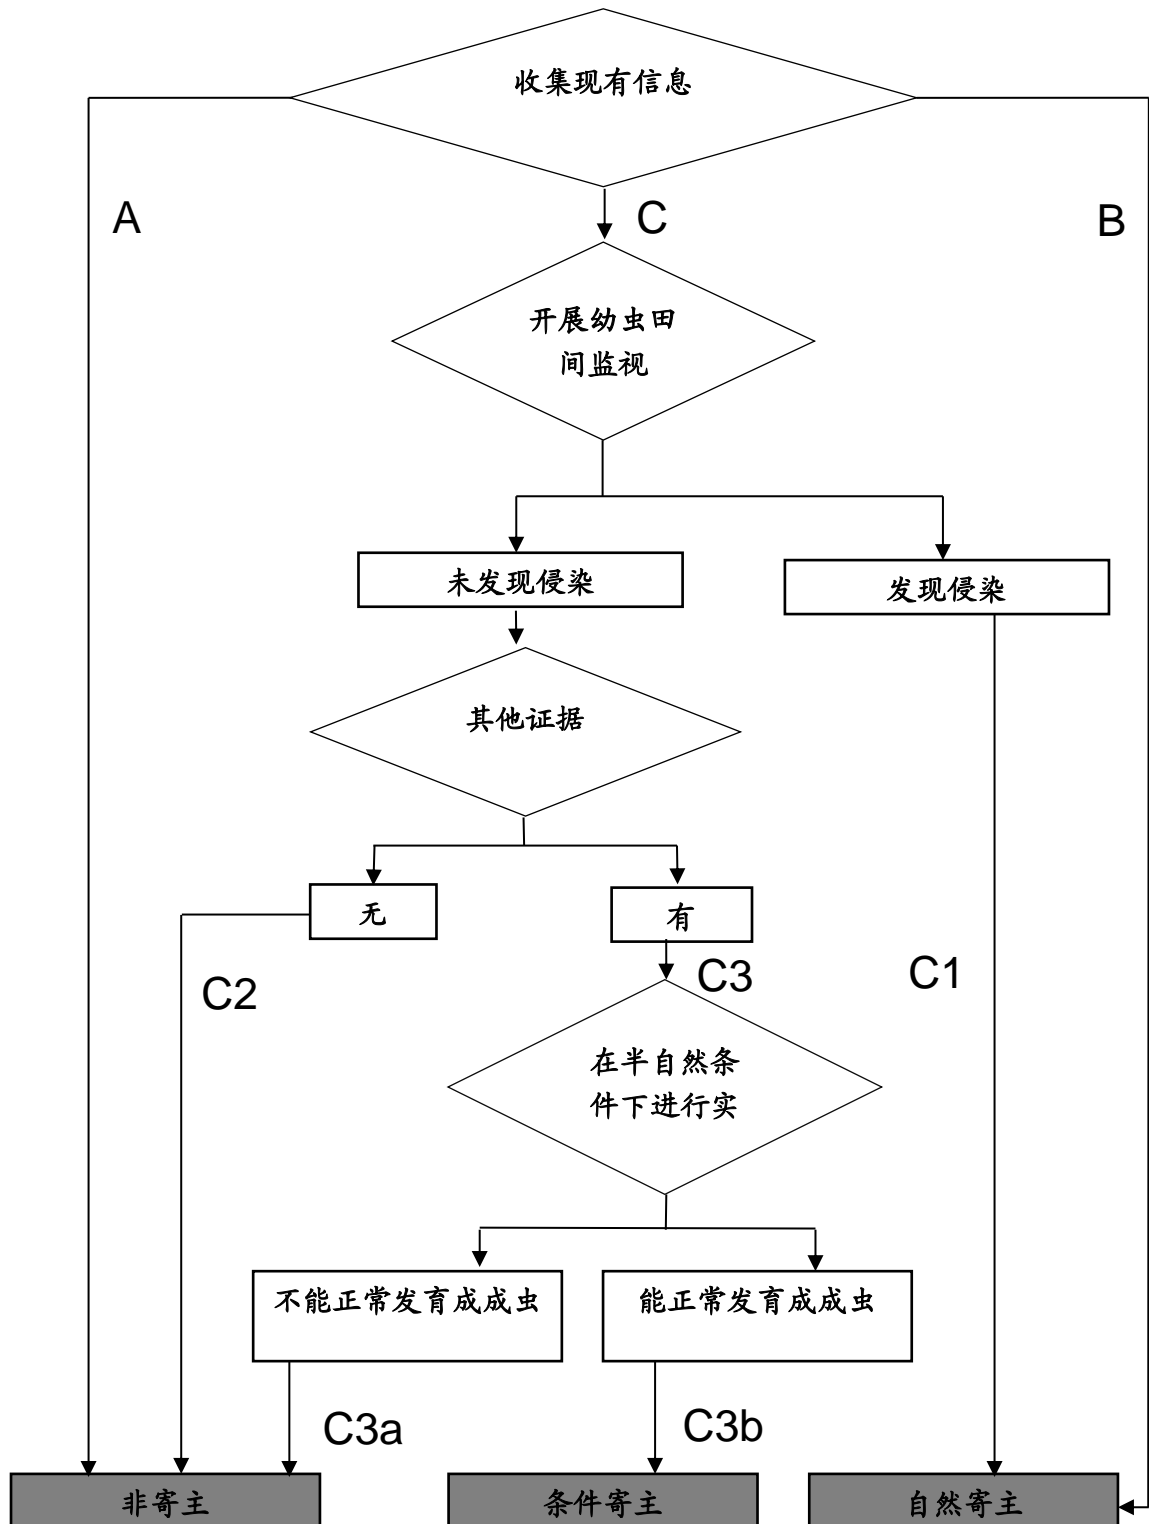 收集现有信息
A
C
B
开展幼虫田
间监视
未发现侵染
发现侵染
其他证据
无
有
C2
C3
C1
在半自然条
件下进行实
不能正常发育成成虫
能正常发育成成虫
C3a
C3b
非寄主
条件寄主
自然寄主